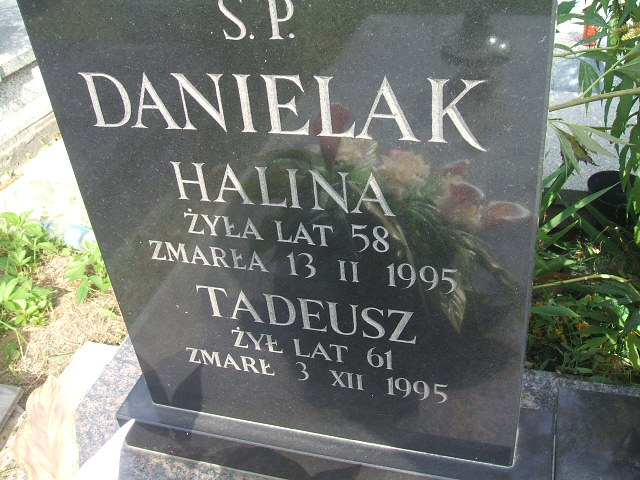 S.P.
DANIELAK
HALINA
ŻYŁA LAT 58
ZMARŁA 13 II 1995
TADEUSZ
ŻYŁ LAT 61
ZMARŁ 3 XII 1995